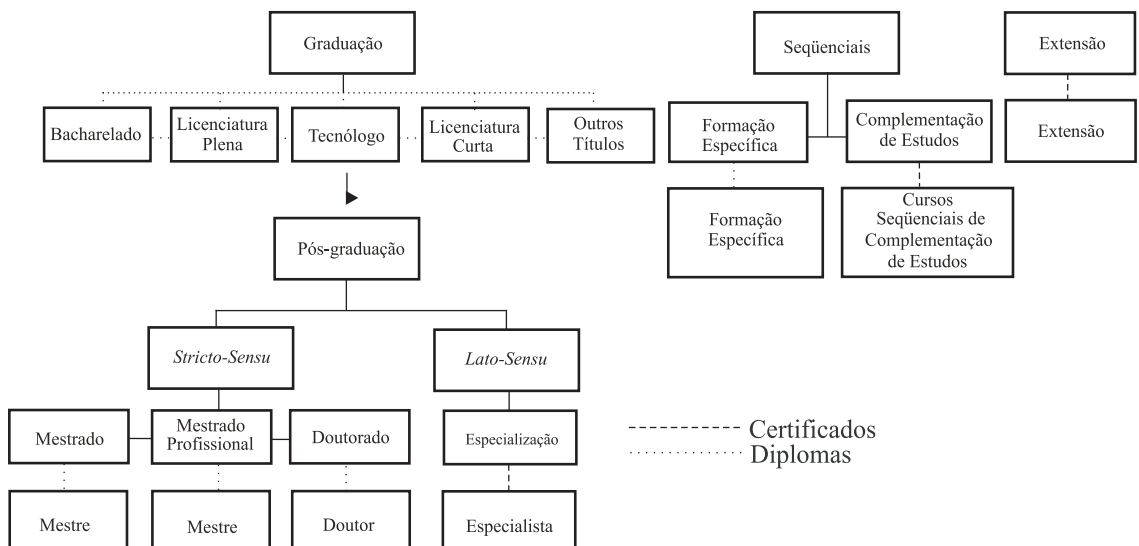 Graduação
Seqüenciais
Extensão
Bacharelado
Licenciatura
Plena
Tecnólogo
Licenciatura
Curta
Outros
Títulos
Formação
Específica
Complementação
de Estudos
Extensão
Formação
Específica
Cursos
Seqüenciais de
Complementação
de Estudos
Pós-graduação
Stricto-Sensu
Lato-Sensu
Mestrado
Mestrado
Profissional
Doutorado
Especialização
Certificados
Diplomas
Mestre
Mestre
Doutor
Especialista